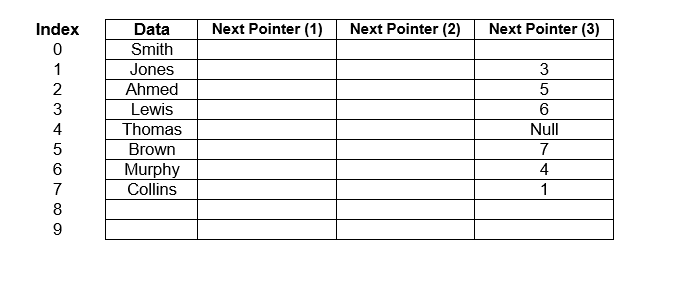 Index Data Next Pointer (1) Next Pointer (2) Next Pointer (3)
0 Smith
1 Jones 3
2 Ahmed 5
3 Lewis 6
4 Thomas Null
5 Brown 7
6 Murphy 4
7 Collins 1
8
9